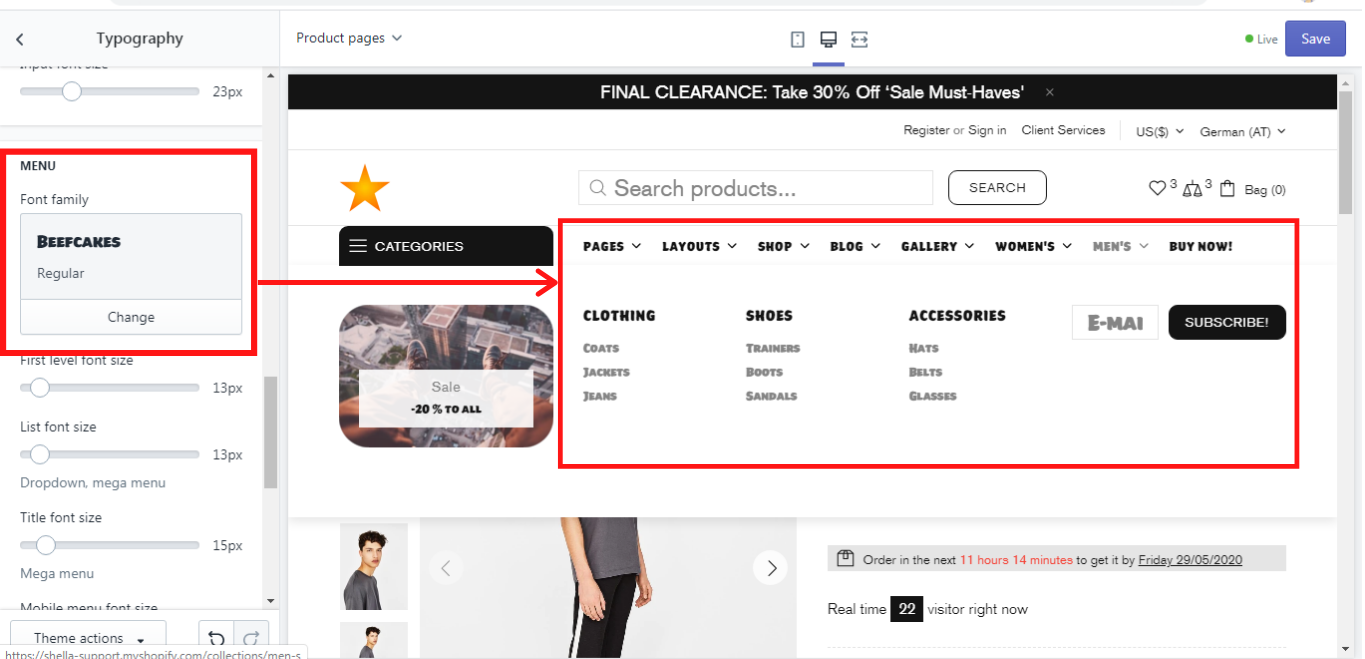 Typography
Product pages
Live
Save
Input font size
23px
MENU
Font family
BEEFCAKES
Regular
Change
First level font size
13px
List font size
13px
Dropdown, mega menu
Title font size
15px
Mega menu
Mobile menu font size
Theme actions
https://shella-support.myshopify.com/collections/men-s
FINAL CLEARANCE: Take 30% Off ‘Sale Must-Haves’ ×
Register or Sign in Client Services US($) German (AT)
Search products...
SEARCH
3 3 Bag (0)
CATEGORIES
PAGES LAYOUTS SHOP BLOG GALLERY WOMEN'S MEN'S BUY NOW!
CLOTHING
COATS
JACKETS
JEANS
SHOES
TRAINERS
BOOTS
SANDALS
ACCESSORIES
HATS
BELTS
GLASSES
E-MAI
SUBSCRIBE!
Sale
-20 % TO ALL
Order in the next 11 hours 14 minutes to get it by Friday 29/05/2020
Real time 22 visitor right now